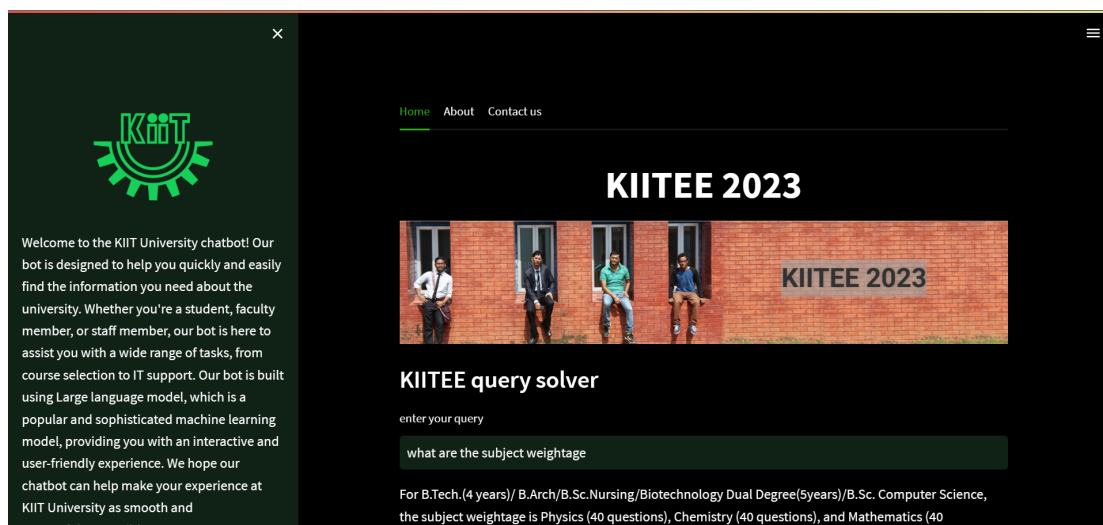 KiiT
Welcome to the KIIT University chatbot! Our
bot is designed to help you quickly and easily
find the information you need about the
university. Whether you're a student, faculty
member, or staff member, our bot is here to
assist you with a wide range of tasks, from
course selection to IT support. Our bot is built
using Large language model, which is a
popular and sophisticated machine learning
model, providing you with an interactive and
user-friendly experience. We hope our
chatbot can help make your experience at
KIIT University as smooth and
Home About Contact us
KIITEE 2023
KIITEE 2023
KIITEE query solver
enter your query
what are the subject weightage
For B.Tech.(4 years)/ B.Arch/B.Sc.Nursing/Biotechnology Dual Degree(5years)/B.Sc. Computer Science,
the subject weightage is Physics (40 questions), Chemistry (40 questions), and Mathematics (40